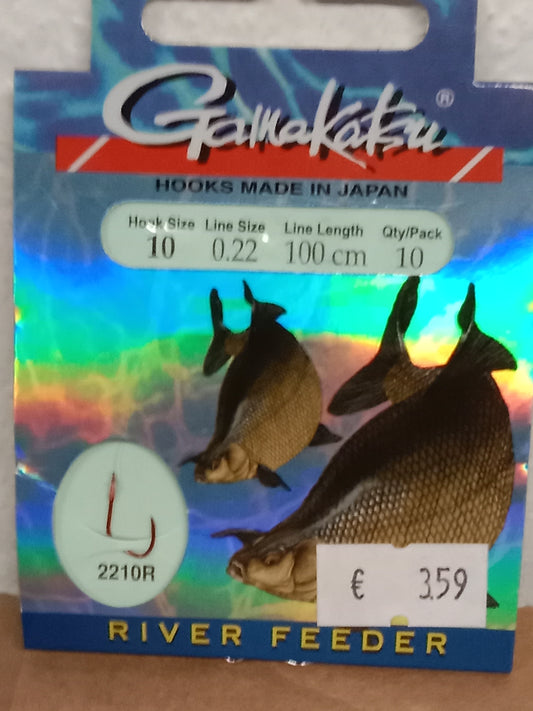 Gamakatsu ®
HOOKS MADE IN JAPAN
Hook Size Line Size Line Length Qty/Pack
10 0.22 100 cm 10
2210R
€ 3.59
RIVER FEEDER